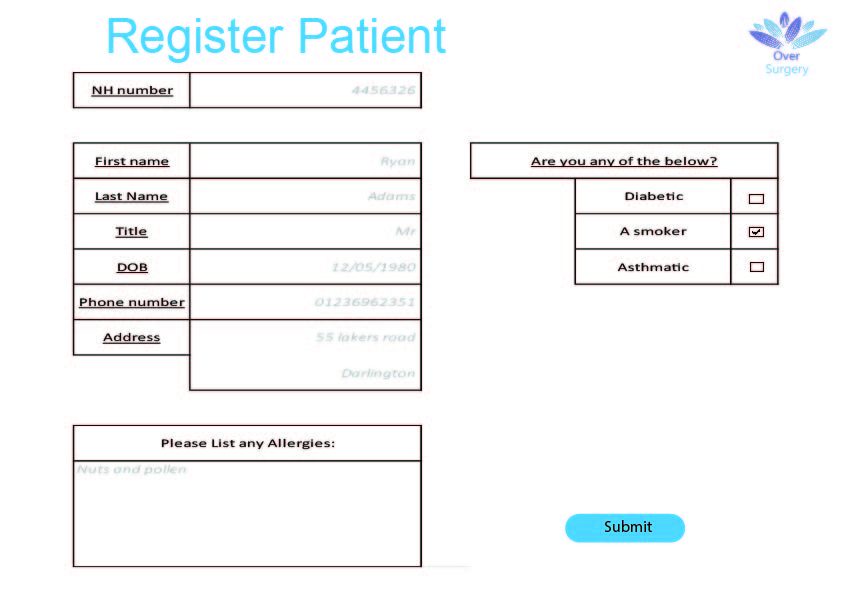 Register Patient
Over
Surgery
NH number 4456326
First name Ryan
Last Name Adams
Title Mr
DOB 12/05/1980
Phone number 01236962351
Address 55 lakers road
Darlington
Are you any of the below?
Diabetic
A smoker
Asthmatic
Please List any Allergies:
Nuts and pollen
Submit